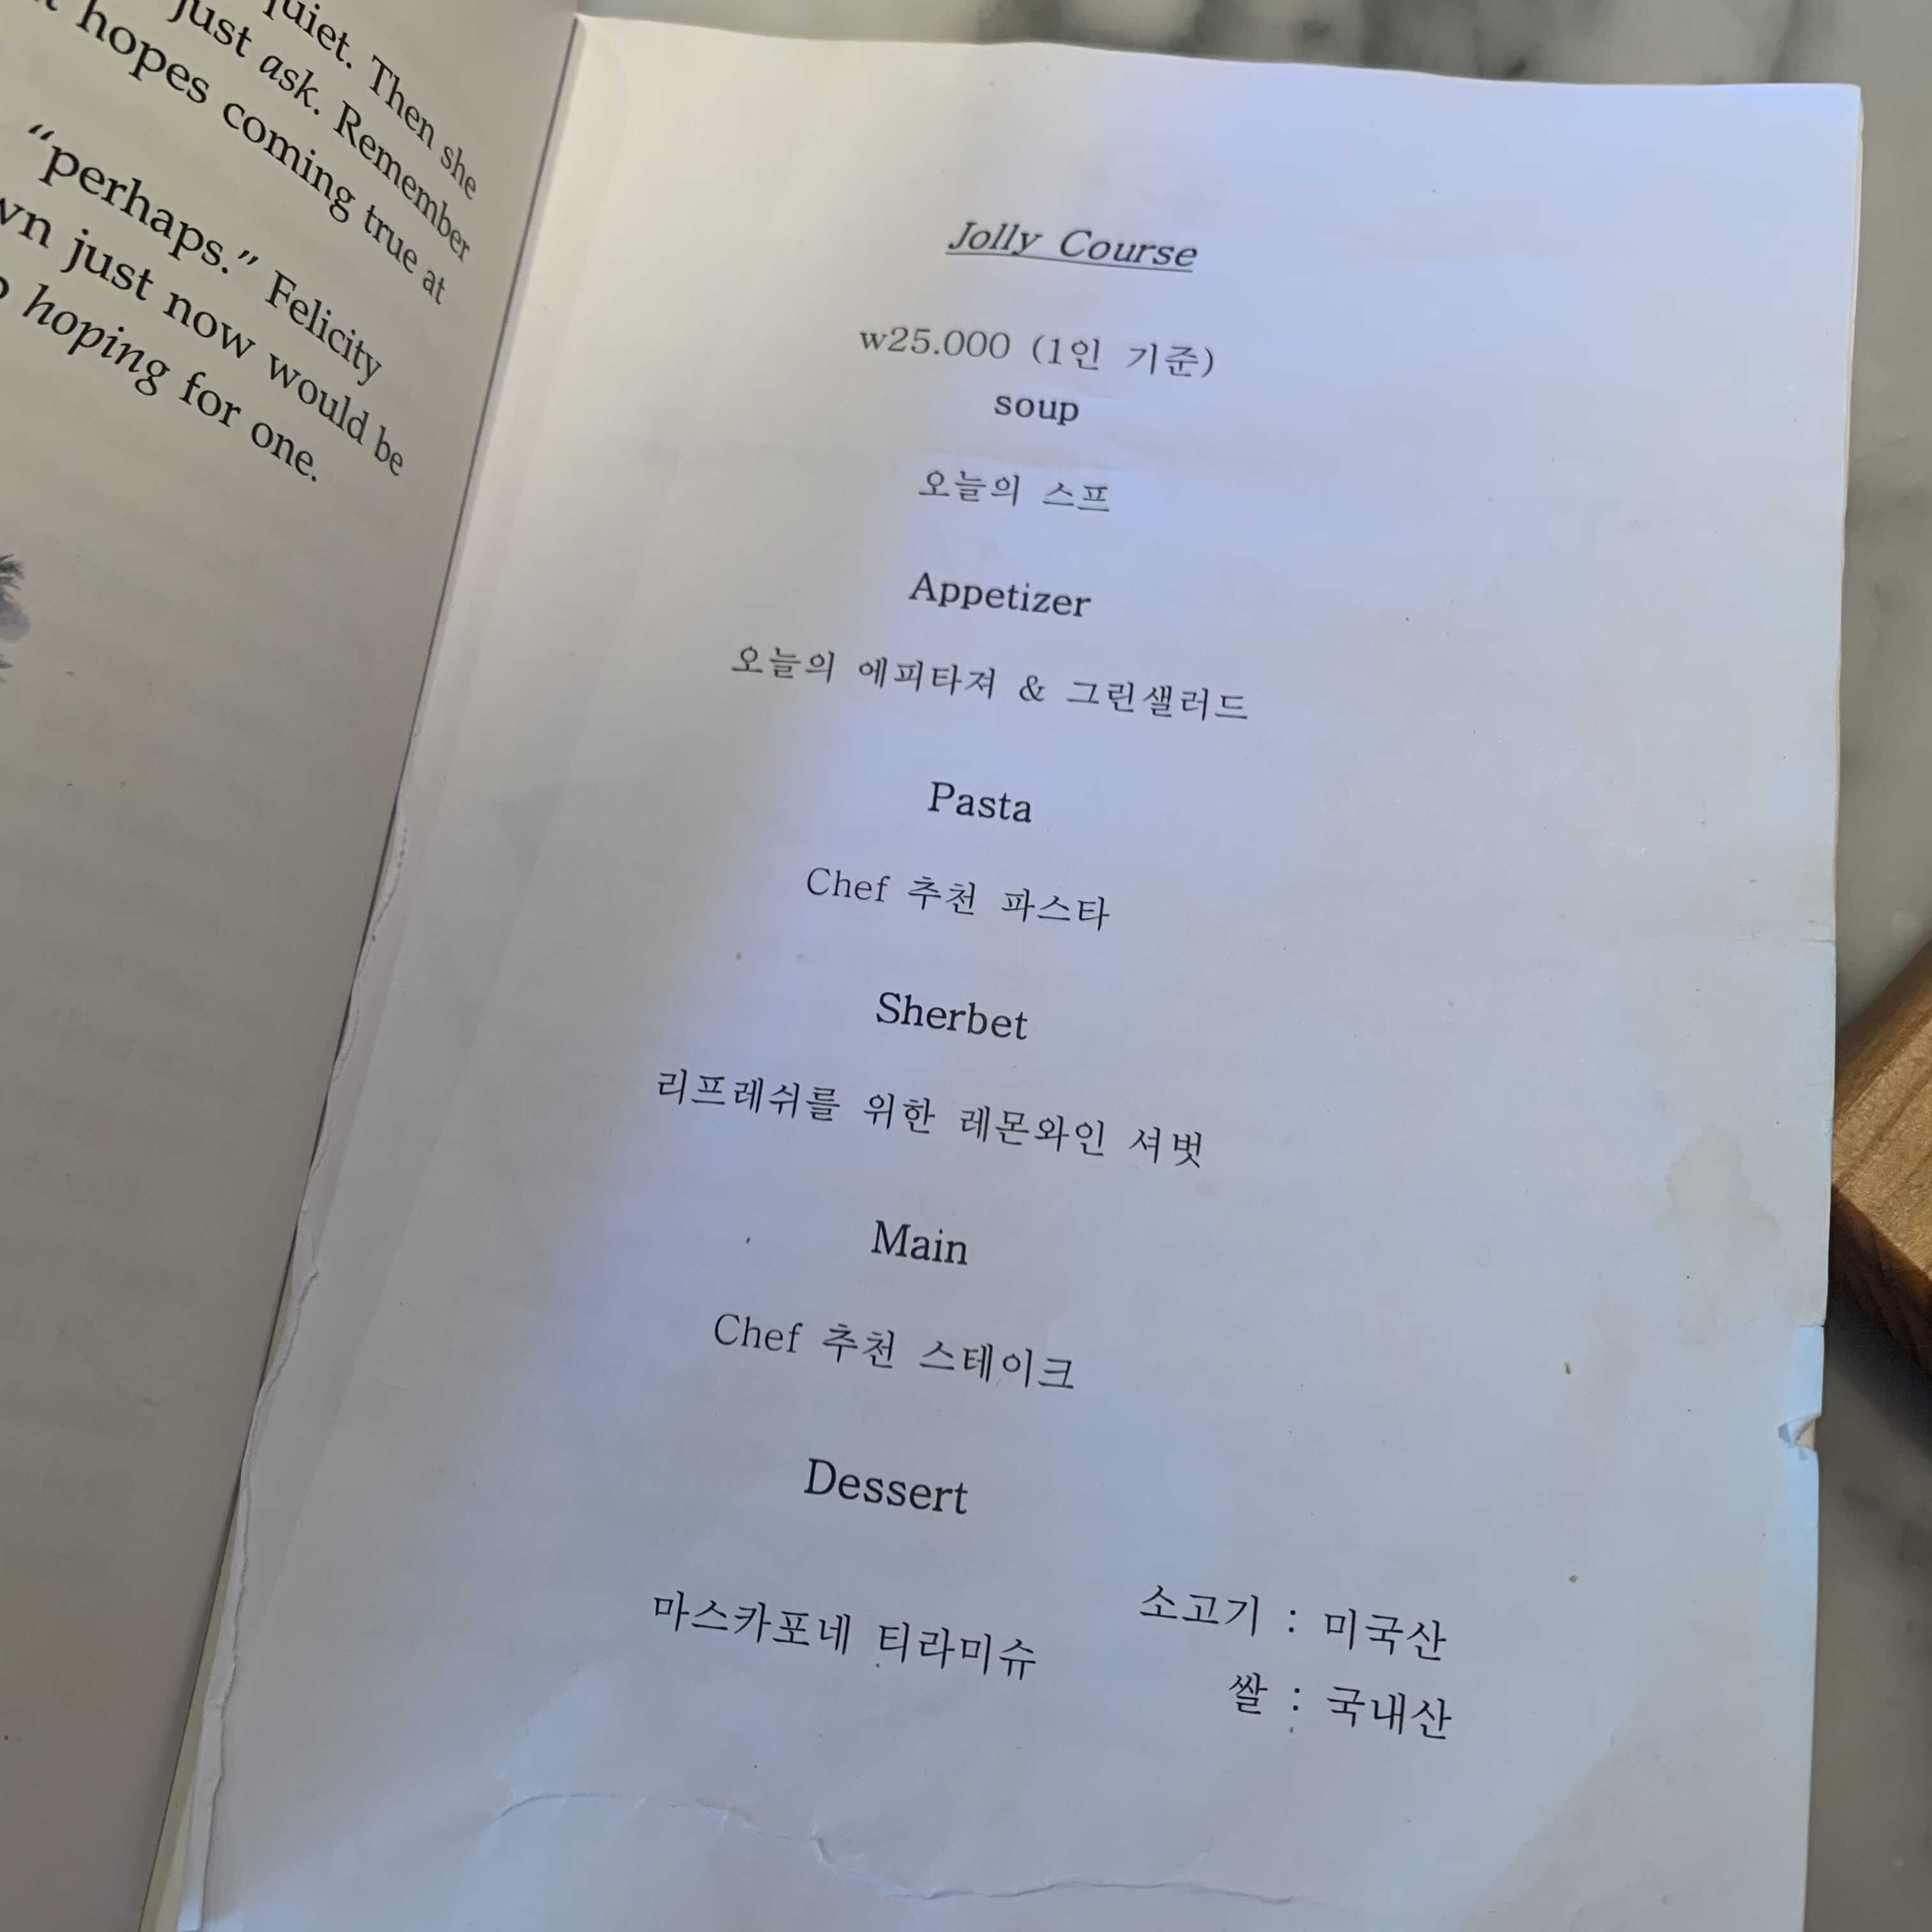 quiet. Then she
just ask. Remember
hopes coming true at
“perhaps.” Felicity
just now would be
hoping for one.
Jolly Course
w25.000 (1인 기준)
soup
오늘의 스프
Appetizer
오늘의 에피타져 & 그린샐러드
Pasta
Chef 추천 파스타
Sherbet
리프레쉬를 위한 레몬와인 셔벗
Main
Chef 추천 스테이크
Dessert
마스카포네 티라미슈
소고기 : 미국산
쌀 : 국내산